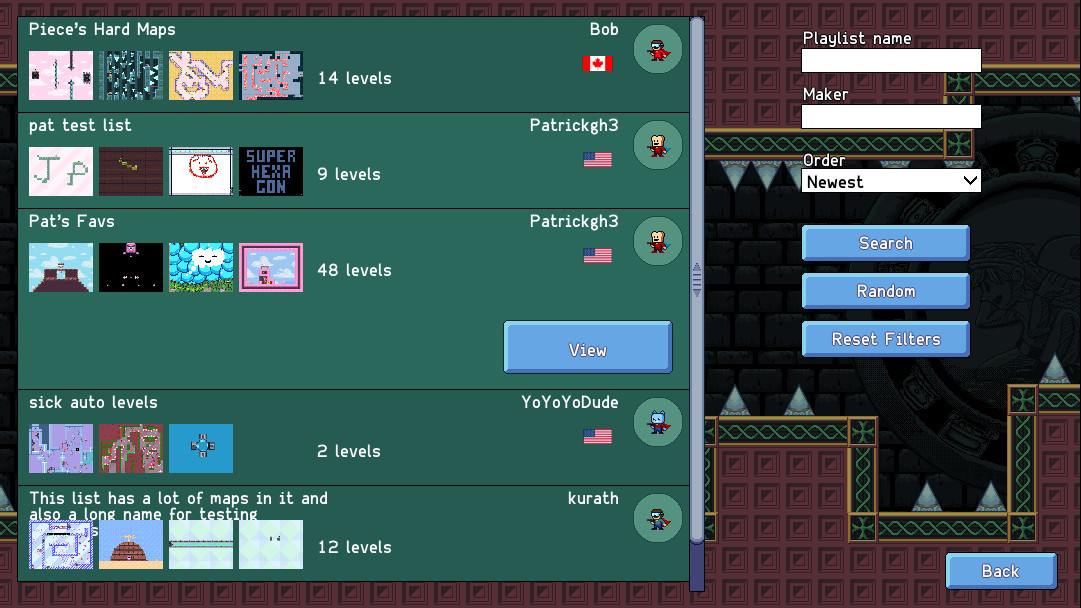 Piece's Hard Maps
Bob
14 levels
pat test list
Patrickgh3
SUPER
HEXA
GON
9 levels
Pat's Favs
Patrickgh3
48 levels
View
sick auto levels
YoYoYoDude
2 levels
This list has a lot of maps in it and
also a long name for testing
kurath
12 levels
Playlist name
Maker
Order
Newest
Search
Random
Reset Filters
Back